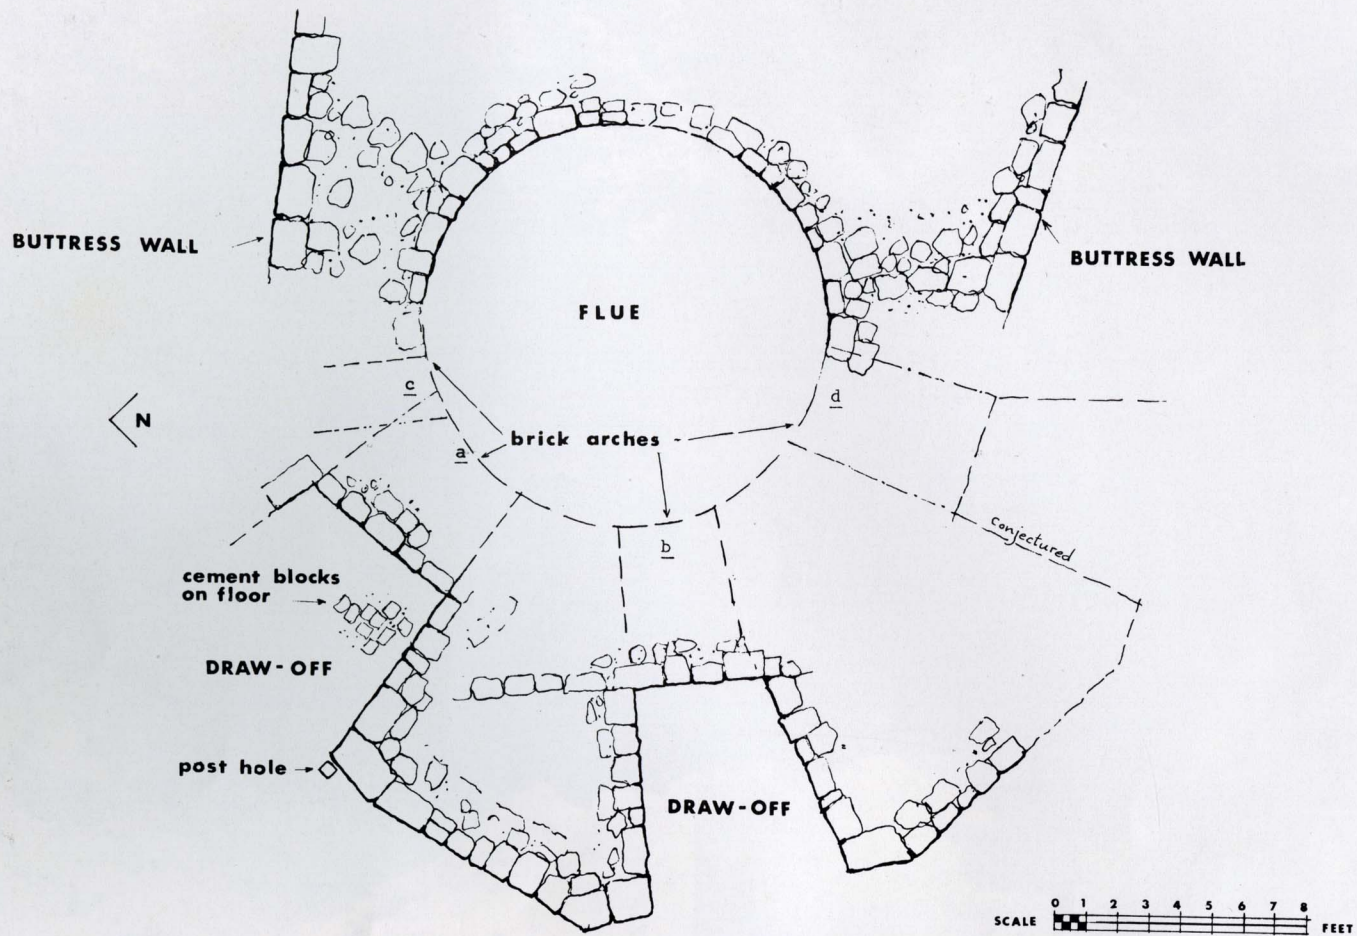 BUTTRESS WALL
BUTTRESS WALL
FLUE
c
d
N
brick arches
a
b
conjectured
cement blocks
on floor
DRAW-OFF
post hole
DRAW-OFF
0 1 2 3 4 5 6 7 8
SCALE FEET